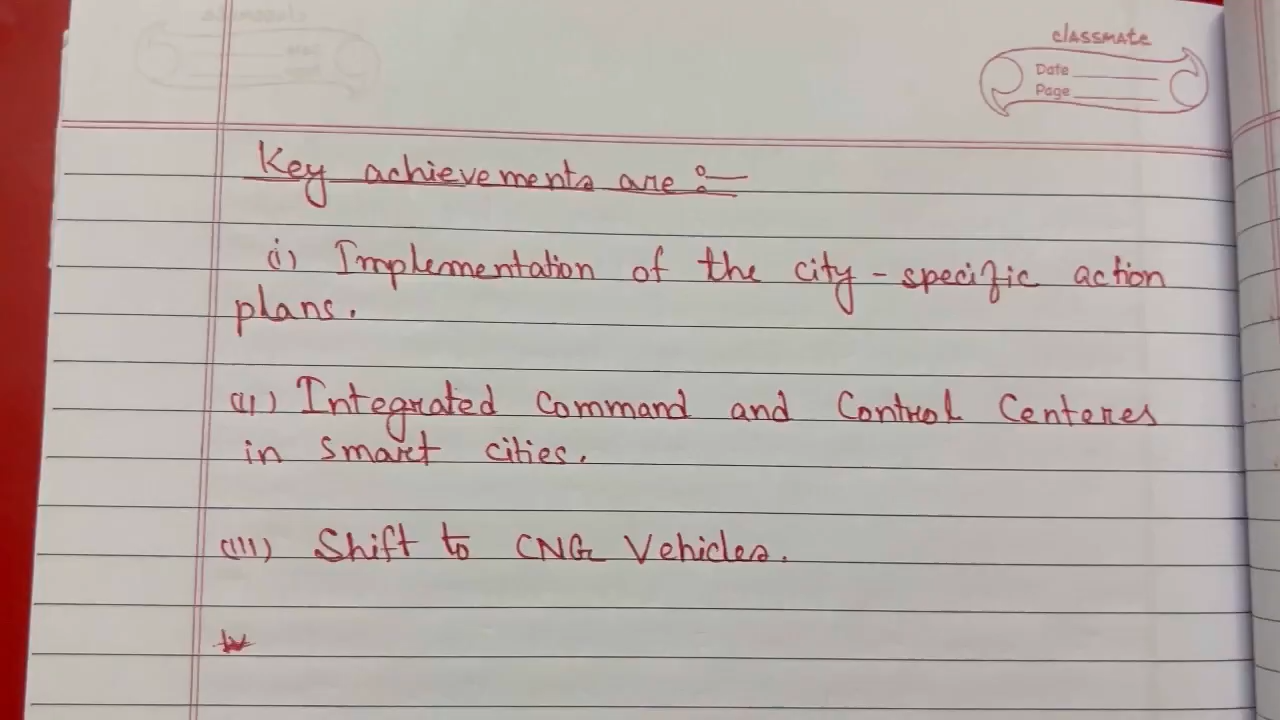 classmate
Date
Page
Key achievements are :-
(i) Implementation of the city-specific action
plans.
(ii) Integrated Command and Control Centeres
in smart cities.
(iii) Shift to CNG Vehicles.